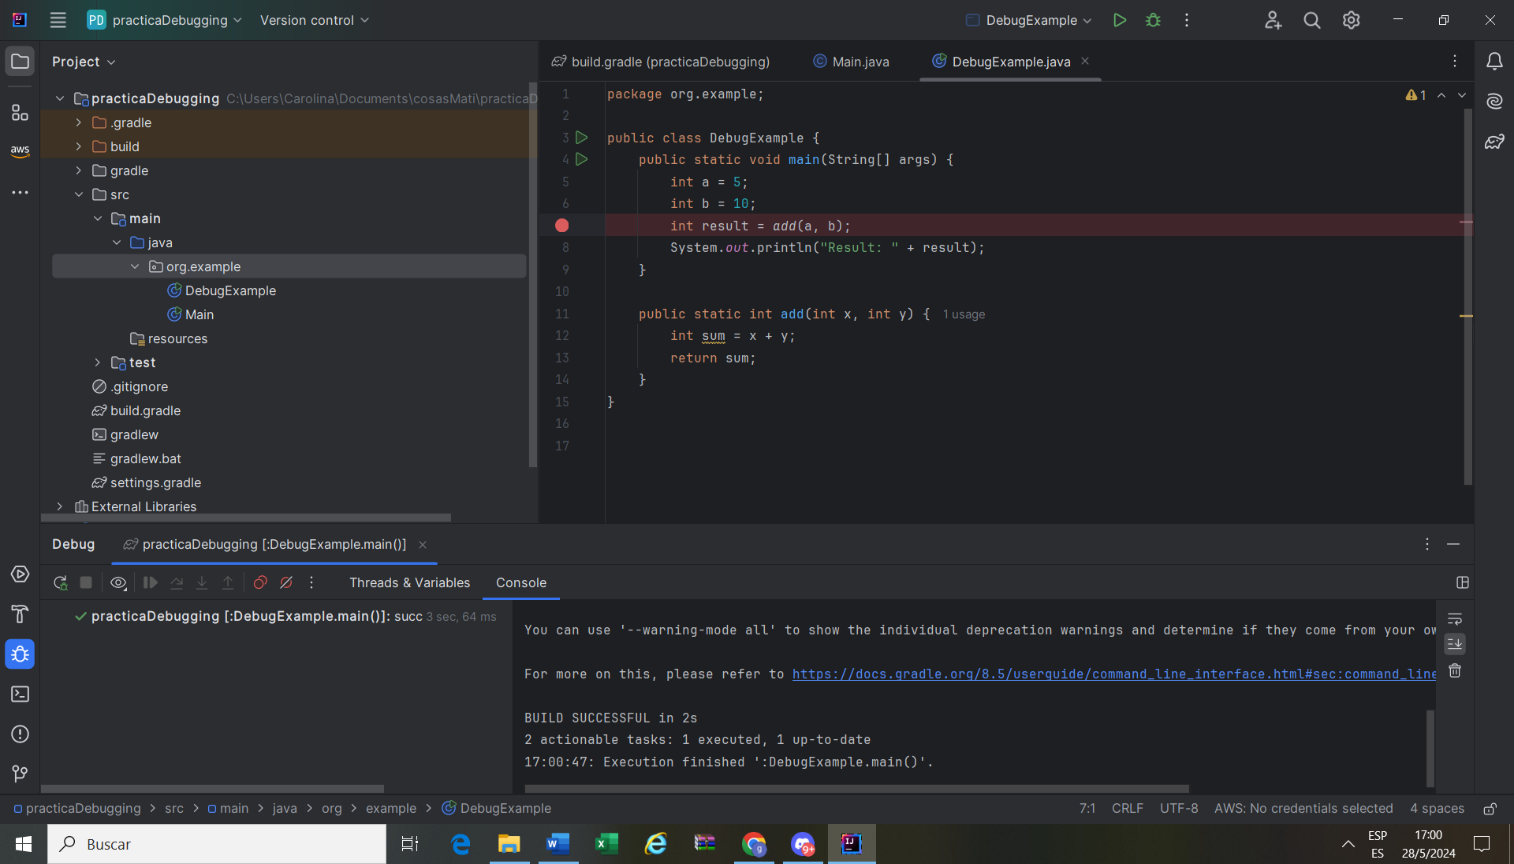 PD practicaDebugging Version control DebugExample
Project
build.gradle (practicaDebugging) Main.java DebugExample.java
practicaDebugging C:\Users\Carolina\Documents\cosasMati\practicaD
.gradle
build
gradle
src
main
java
org.example
DebugExample
Main
resources
test
.gitignore
build.gradle
gradlew
gradlew.bat
settings.gradle
External Libraries
aws
1 package org.example;
1
2
3 public class DebugExample {
4 public static void main(String[] args) {
5 int a = 5;
6 int b = 10;
int result = add(a, b);
8 System.out.println("Result: " + result);
9 }
10
11 public static int add(int x, int y) { 1 usage
12 int sum = x + y;
13 return sum;
14 }
15 }
16
17
Debug practicaDebugging [:DebugExample.main()]
Threads & Variables Console
practicaDebugging [:DebugExample.main()]: succ 3 sec, 64 ms
You can use '--warning-mode all' to show the individual deprecation warnings and determine if they come from your ow
For more on this, please refer to https://docs.gradle.org/8.5/userguide/command_line_interface.html#sec:command_line
BUILD SUCCESSFUL in 2s
2 actionable tasks: 1 executed, 1 up-to-date
17:00:47: Execution finished ':DebugExample.main()'.
practicaDebugging > src > main > java > org > example > DebugExample 7:1 CRLF UTF-8 AWS: No credentials selected 4 spaces
Buscar
ESP 17:00
ES 28/5/2024